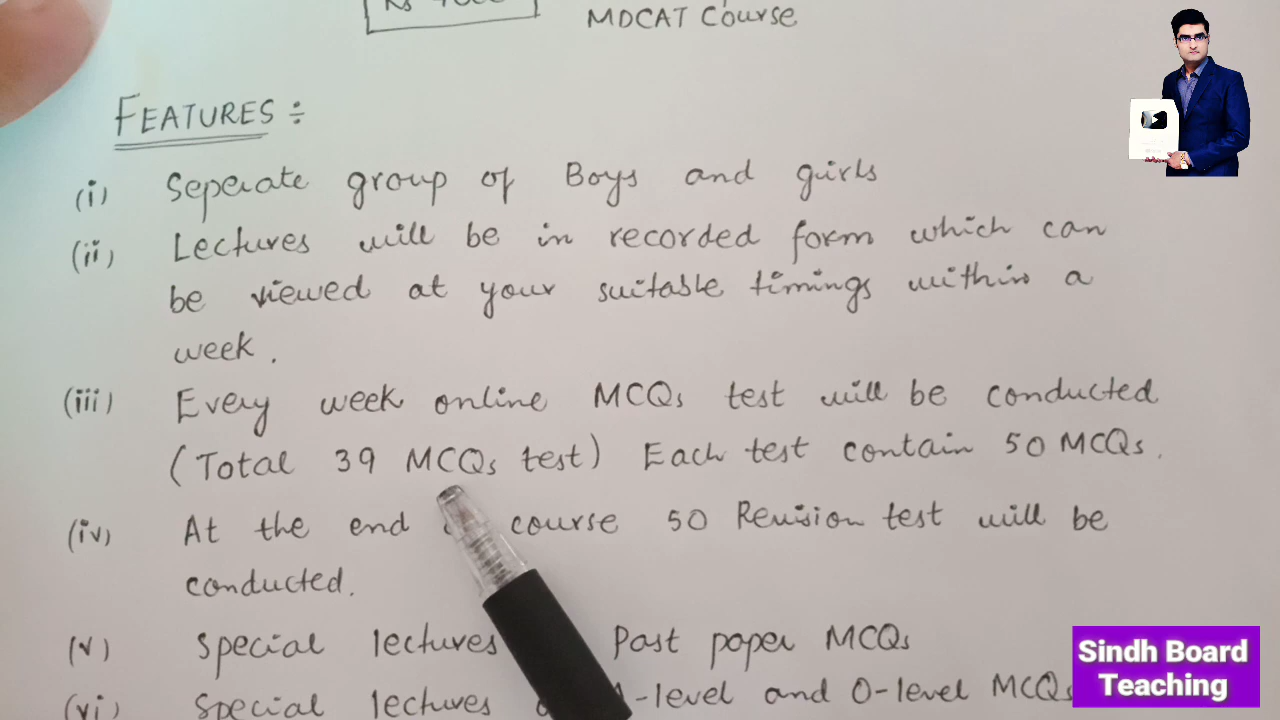 MDCAT Course
FEATURES ÷
(i) Seperate group of Boys and girls
(ii) Lectures will be in recorded form which can
be viewed at your suitable timings within a
week.
(iii) Every week online MCQs test will be conducted
(Total 39 MCQs test) Each test contain 50 MCQs.
(iv) At the end course 50 Revision test will be
conducted.
(v) Special lectures Past paper MCQs
(vi) Special lectures A-level and O-level MCQs
Sindh Board
Teaching